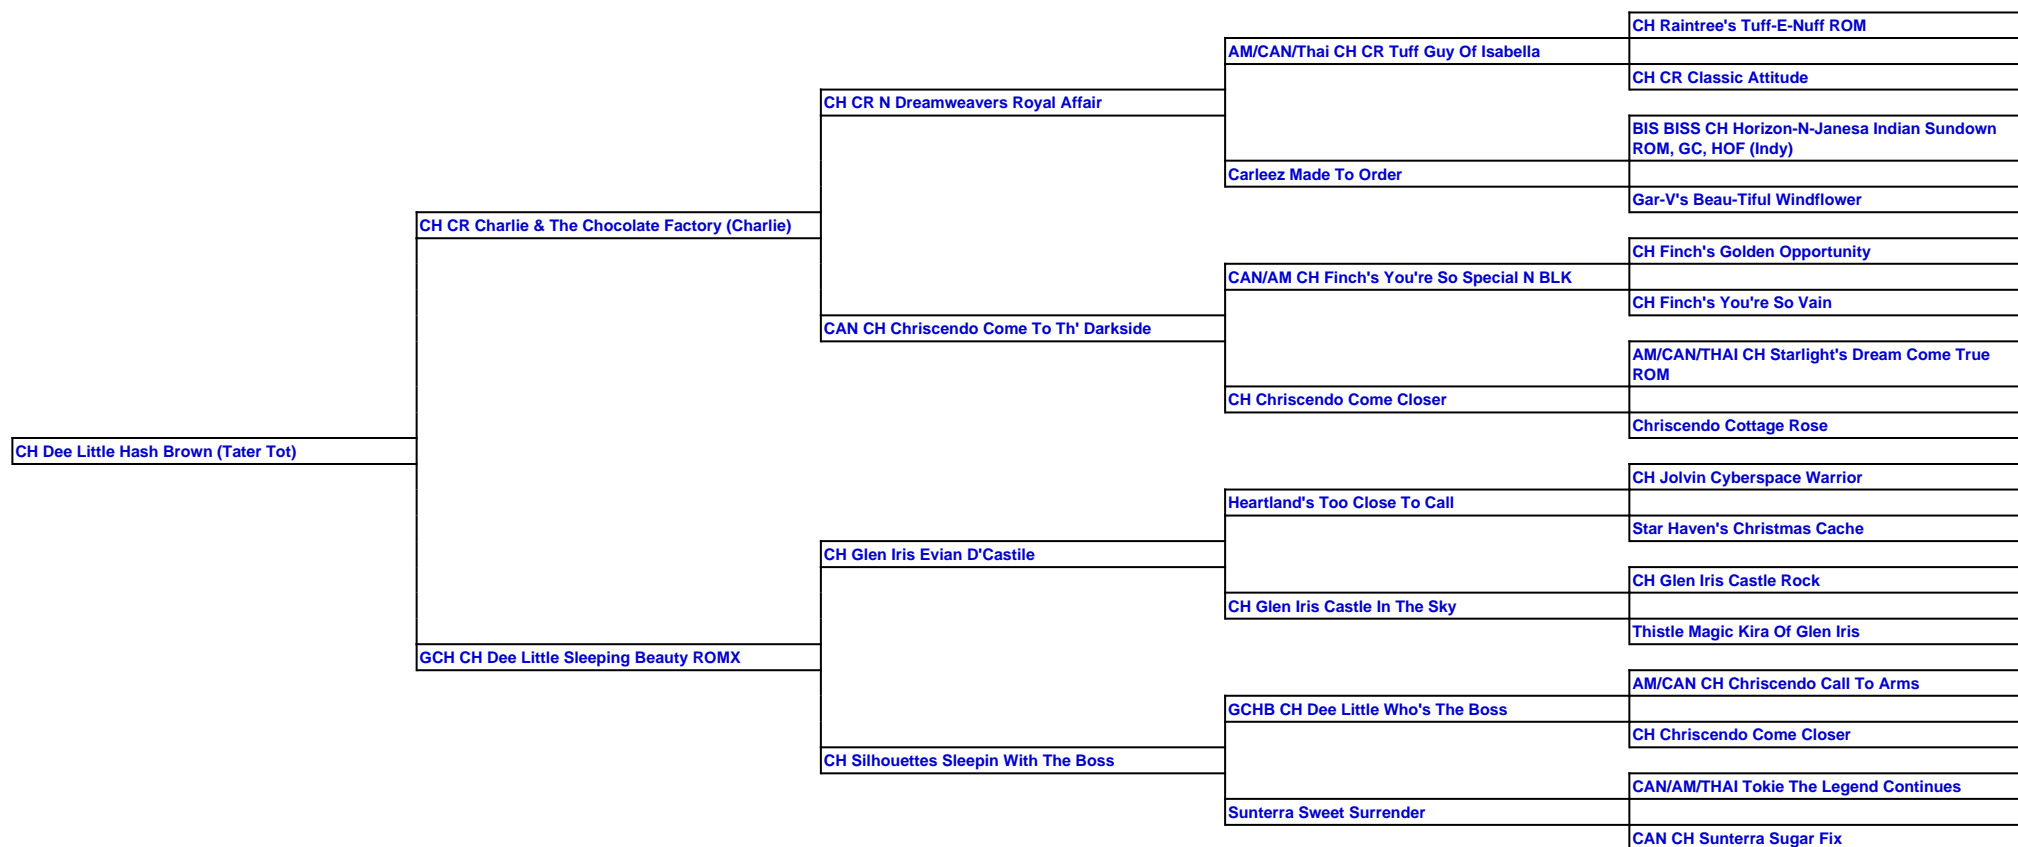 CH Raintree's Tuff-E-Nuff ROM
AM/CAN/Thai CH CR Tuff Guy Of Isabella
CH CR Classic Attitude
CH CR N Dreamweavers Royal Affair
BIS BISS CH Horizon-N-Janesa Indian Sundown
ROM, GC, HOF (Indy)
Carleez Made To Order
Gar-V's Beau-Tiful Windflower
CH CR Charlie & The Chocolate Factory (Charlie)
CH Finch's Golden Opportunity
CAN/AM CH Finch's You're So Special N BLK
CH Finch's You're So Vain
CAN CH Chriscendo Come To Th' Darkside
AM/CAN/THAI CH Starlight's Dream Come True
ROM
CH Chriscendo Come Closer
Chriscendo Cottage Rose
CH Dee Little Hash Brown (Tater Tot)
CH Jolvin Cyberspace Warrior
Heartland's Too Close To Call
Star Haven's Christmas Cache
CH Glen Iris Evian D'Castile
CH Glen Iris Castle Rock
CH Glen Iris Castle In The Sky
Thistle Magic Kira Of Glen Iris
GCH CH Dee Little Sleeping Beauty ROMX
AM/CAN CH Chriscendo Call To Arms
GCHB CH Dee Little Who's The Boss
CH Chriscendo Come Closer
CH Silhouettes Sleepin With The Boss
CAN/AM/THAI Tokie The Legend Continues
Sunterra Sweet Surrender
CAN CH Sunterra Sugar Fix